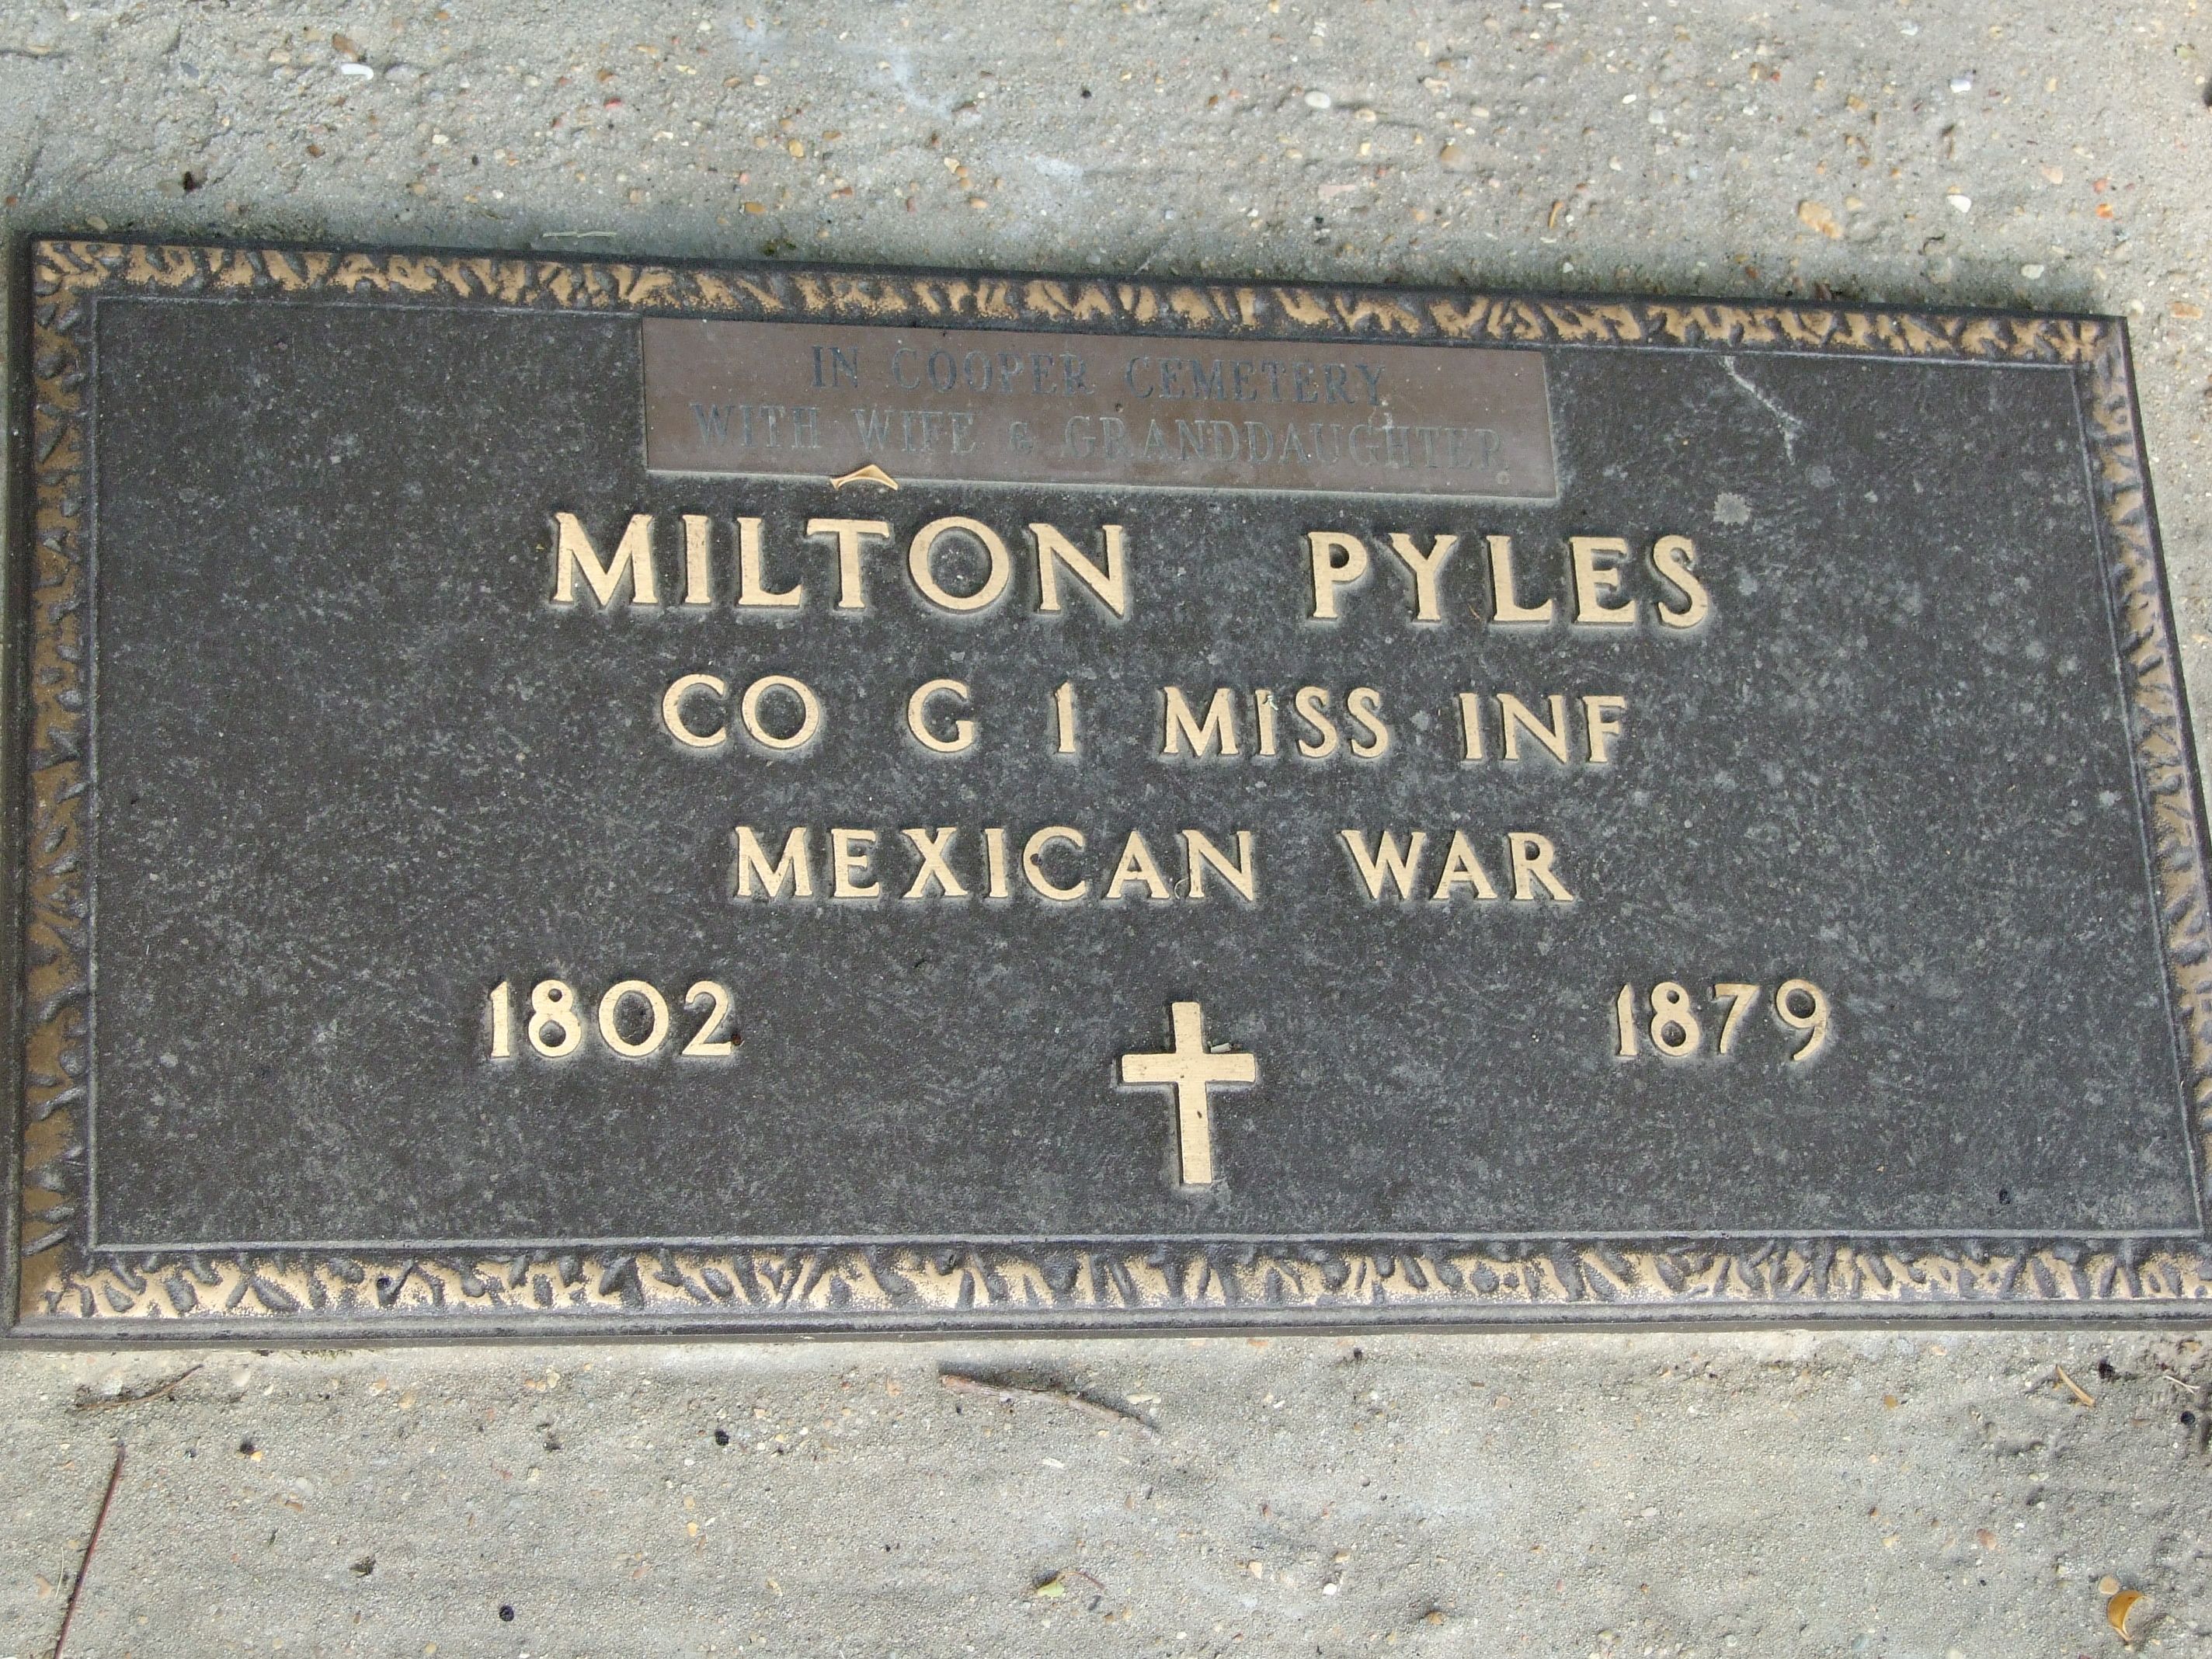 IN COOPER CEMETERY
WITH WIFE & GRANDDAUGHTER
MILTON PYLES
CO G 1 MISS INF
MEXICAN WAR
1802 1879